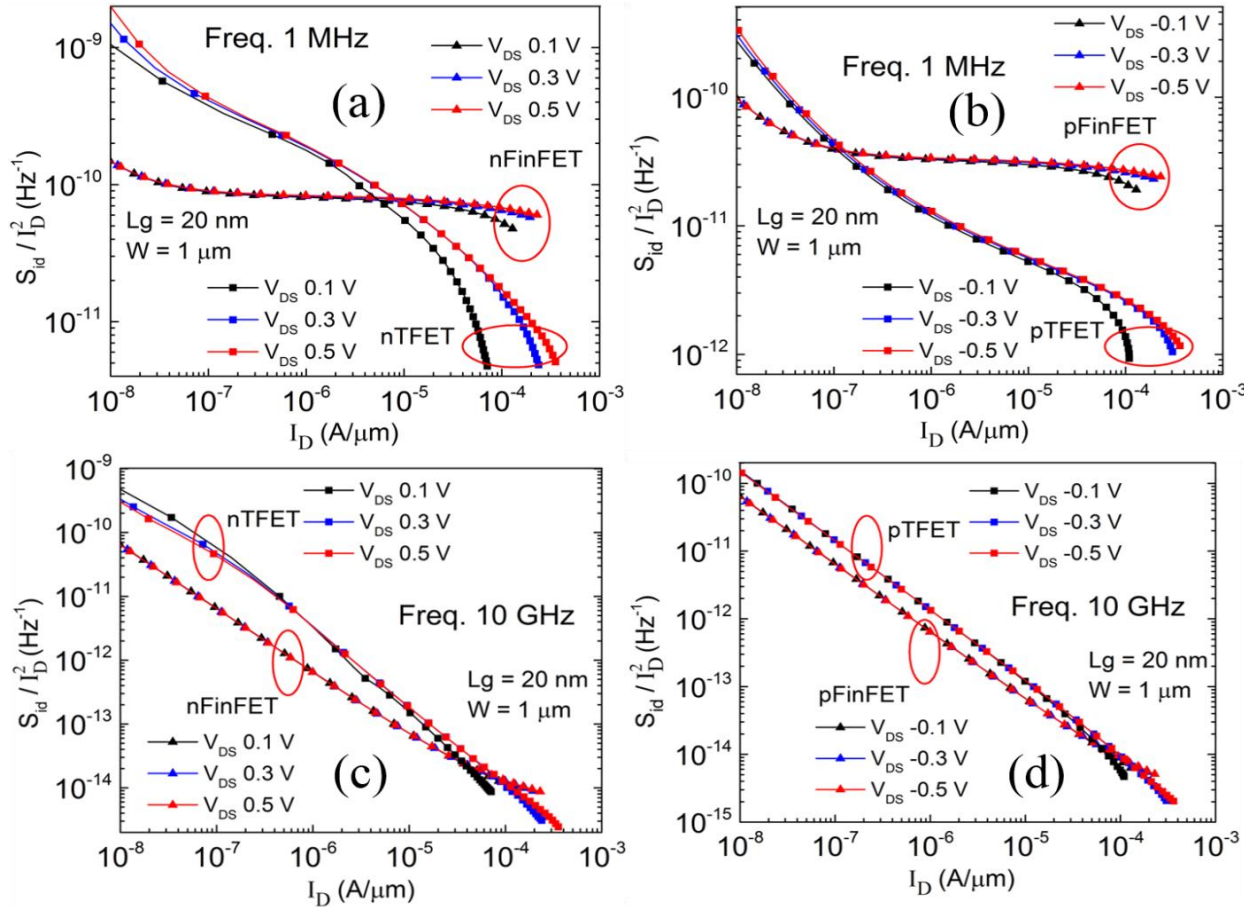 Freq. 1 MHz
(a)
V_DS 0.1 V
V_DS 0.3 V
V_DS 0.5 V
nFinFET
Lg = 20 nm
W = 1 μm
V_DS 0.1 V
V_DS 0.3 V
V_DS 0.5 V
nTFET
S_id / I_D^2 (Hz^-1)
10^-9
10^-10
10^-11
10^-8 10^-7 10^-6 10^-5 10^-4 10^-3
I_D (A/μm)
V_DS -0.1 V
V_DS -0.3 V
V_DS -0.5 V
Freq. 1 MHz
(b)
pFinFET
Lg = 20 nm
W = 1 μm
V_DS -0.1 V
V_DS -0.3 V
V_DS -0.5 V
pTFET
S_id / I_D^2 (Hz^-1)
10^-10
10^-11
10^-12
10^-8 10^-7 10^-6 10^-5 10^-4 10^-3
I_D (A/μm)
V_DS 0.1 V
V_DS 0.3 V
V_DS 0.5 V
nTFET
Freq. 10 GHz
Lg = 20 nm
W = 1 μm
nFinFET
V_DS 0.1 V
V_DS 0.3 V
V_DS 0.5 V
(c)
S_id / I_D^2 (Hz^-1)
10^-9
10^-10
10^-11
10^-12
10^-13
10^-14
10^-8 10^-7 10^-6 10^-5 10^-4 10^-3
I_D (A/μm)
V_DS -0.1 V
V_DS -0.3 V
V_DS -0.5 V
pTFET
Freq. 10 GHz
Lg = 20 nm
W = 1 μm
pFinFET
V_DS -0.1 V
V_DS -0.3 V
V_DS -0.5 V
(d)
S_id / I_D^2 (Hz^-1)
10^-10
10^-11
10^-12
10^-13
10^-14
10^-15
10^-8 10^-7 10^-6 10^-5 10^-4 10^-3
I_D (A/μm)